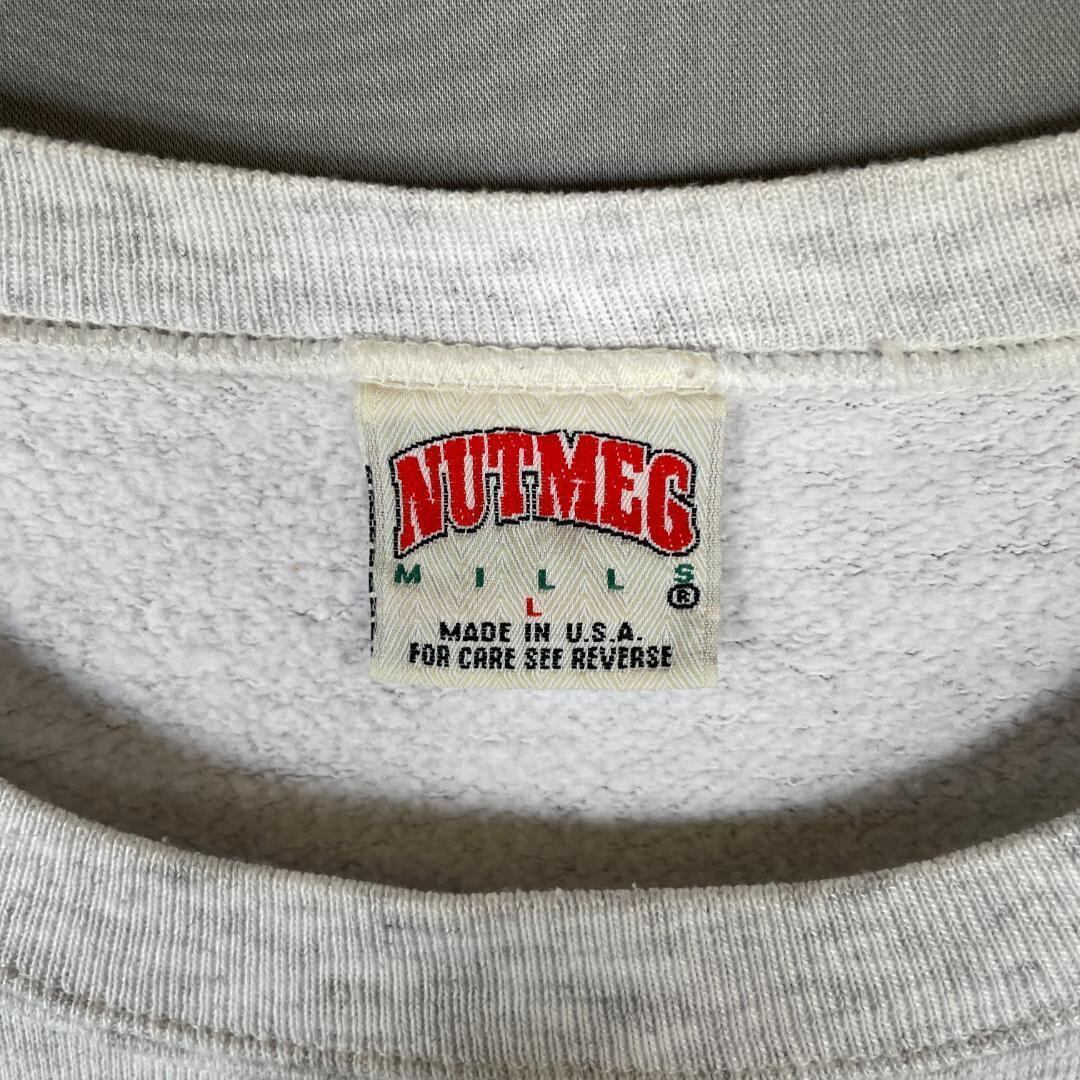 NUTMEG
MILLS®
L
MADE IN U.S.A.
FOR CARE SEE REVERSE